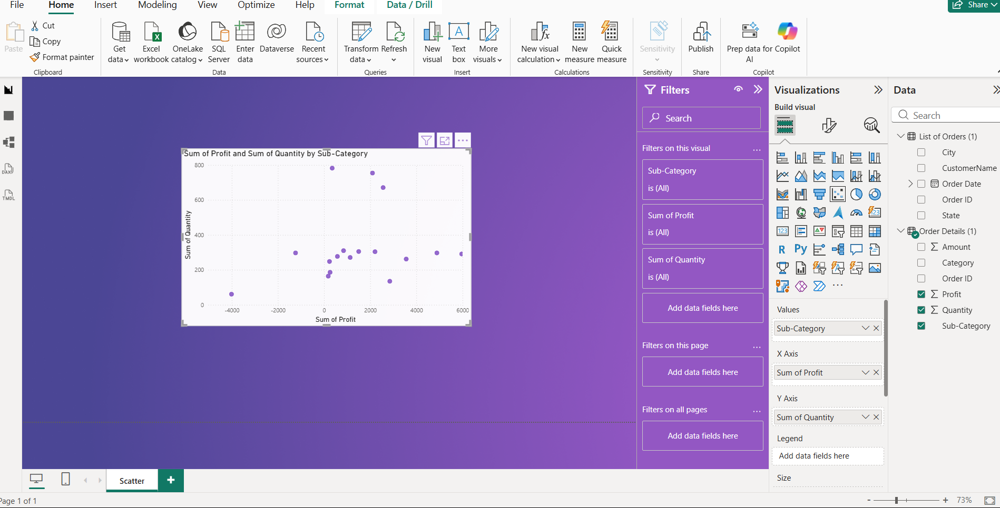 File Home Insert Modeling View Optimize Help Format Data / Drill Share
Paste
Cut
Copy
Format painter
Clipboard
Get data
Excel workbook
OneLake catalog
SQL Server
Enter data
Dataverse
Recent sources
Data
Transform data
Refresh
Queries
New visual
Text box
More visuals
Insert
New visual calculation
New measure
Quick measure
Calculations
Sensitivity
Sensitivity
Publish
Share
Prep data for AI
Copilot
Copilot
DAX
TMDL
Sum of Profit and Sum of Quantity by Sub-Category
800
600
400
200
0
Sum of Quantity
-4000 -2000 0 2000 4000 6000
Sum of Profit
Filters
Search
Filters on this visual ...
Sub-Category
is (All)
Sum of Profit
is (All)
Sum of Quantity
is (All)
Add data fields here
Filters on this page ...
Add data fields here
Filters on all pages ...
Add data fields here
Visualizations
Build visual
123
123
R Py
...
Values
Sub-Category
X Axis
Sum of Profit
Y Axis
Sum of Quantity
Legend
Add data fields here
Size
Data
Search
List of Orders (1)
City
CustomerName
Order Date
Order ID
State
Order Details (1)
Amount
Category
Order ID
Profit
Quantity
Sub-Category
Scatter
Page 1 of 1
- + 73%